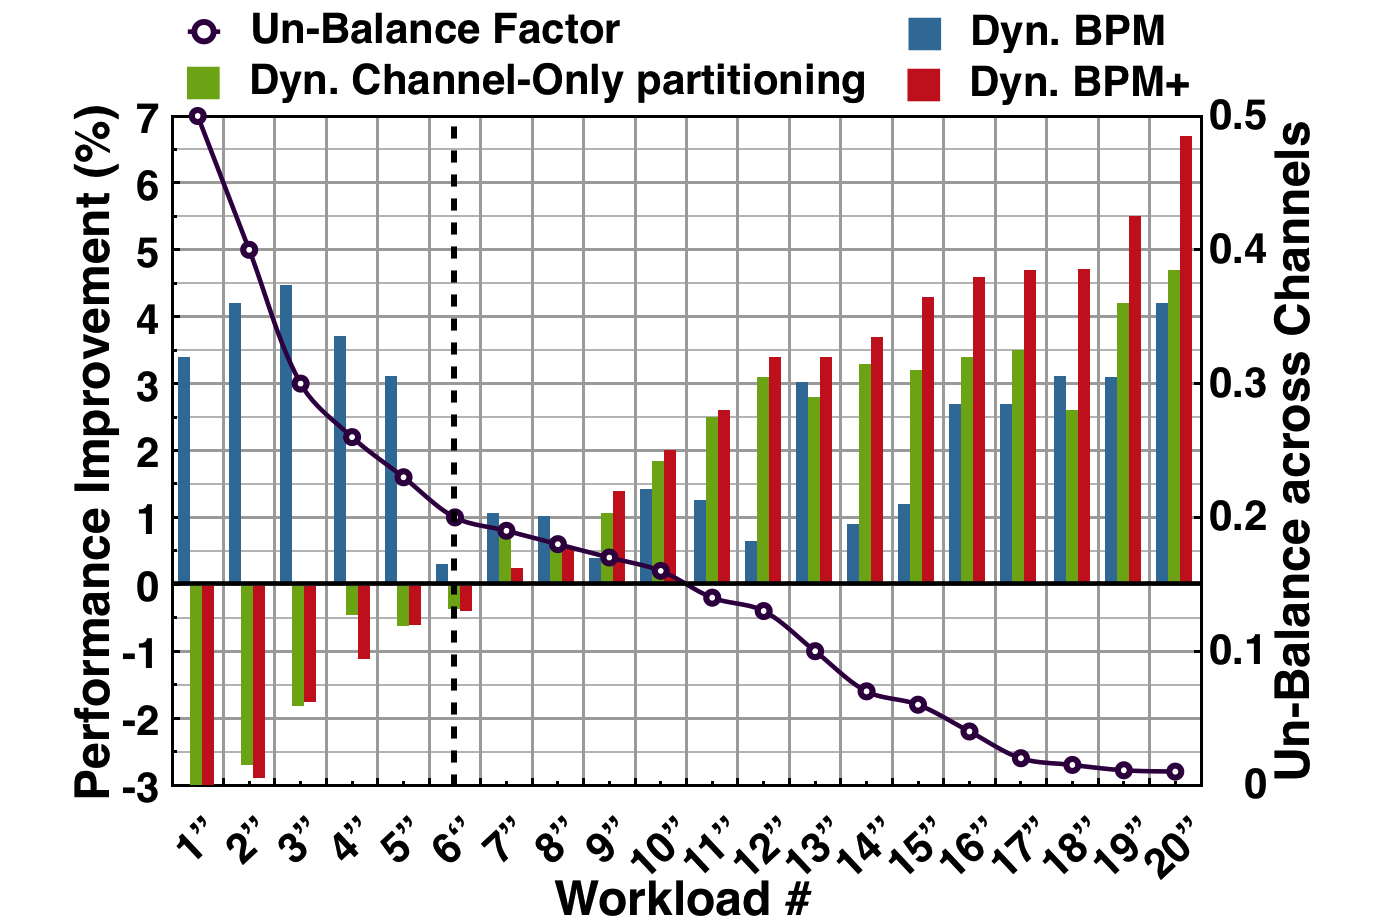 Un-Balance Factor
Dyn. BPM
Dyn. Channel-Only partitioning
Dyn. BPM+
Performance Improvement (%)
7
6
5
4
3
2
1
0
-1
-2
-3
0.5
0.4
0.3
0.2
0.1
0
Un-Balance across Channels
1” 2” 3” 4” 5” 6“ 7” 8” 9” 10” 11” 12” 13” 14” 15” 16” 17” 18” 19” 20”
Workload #